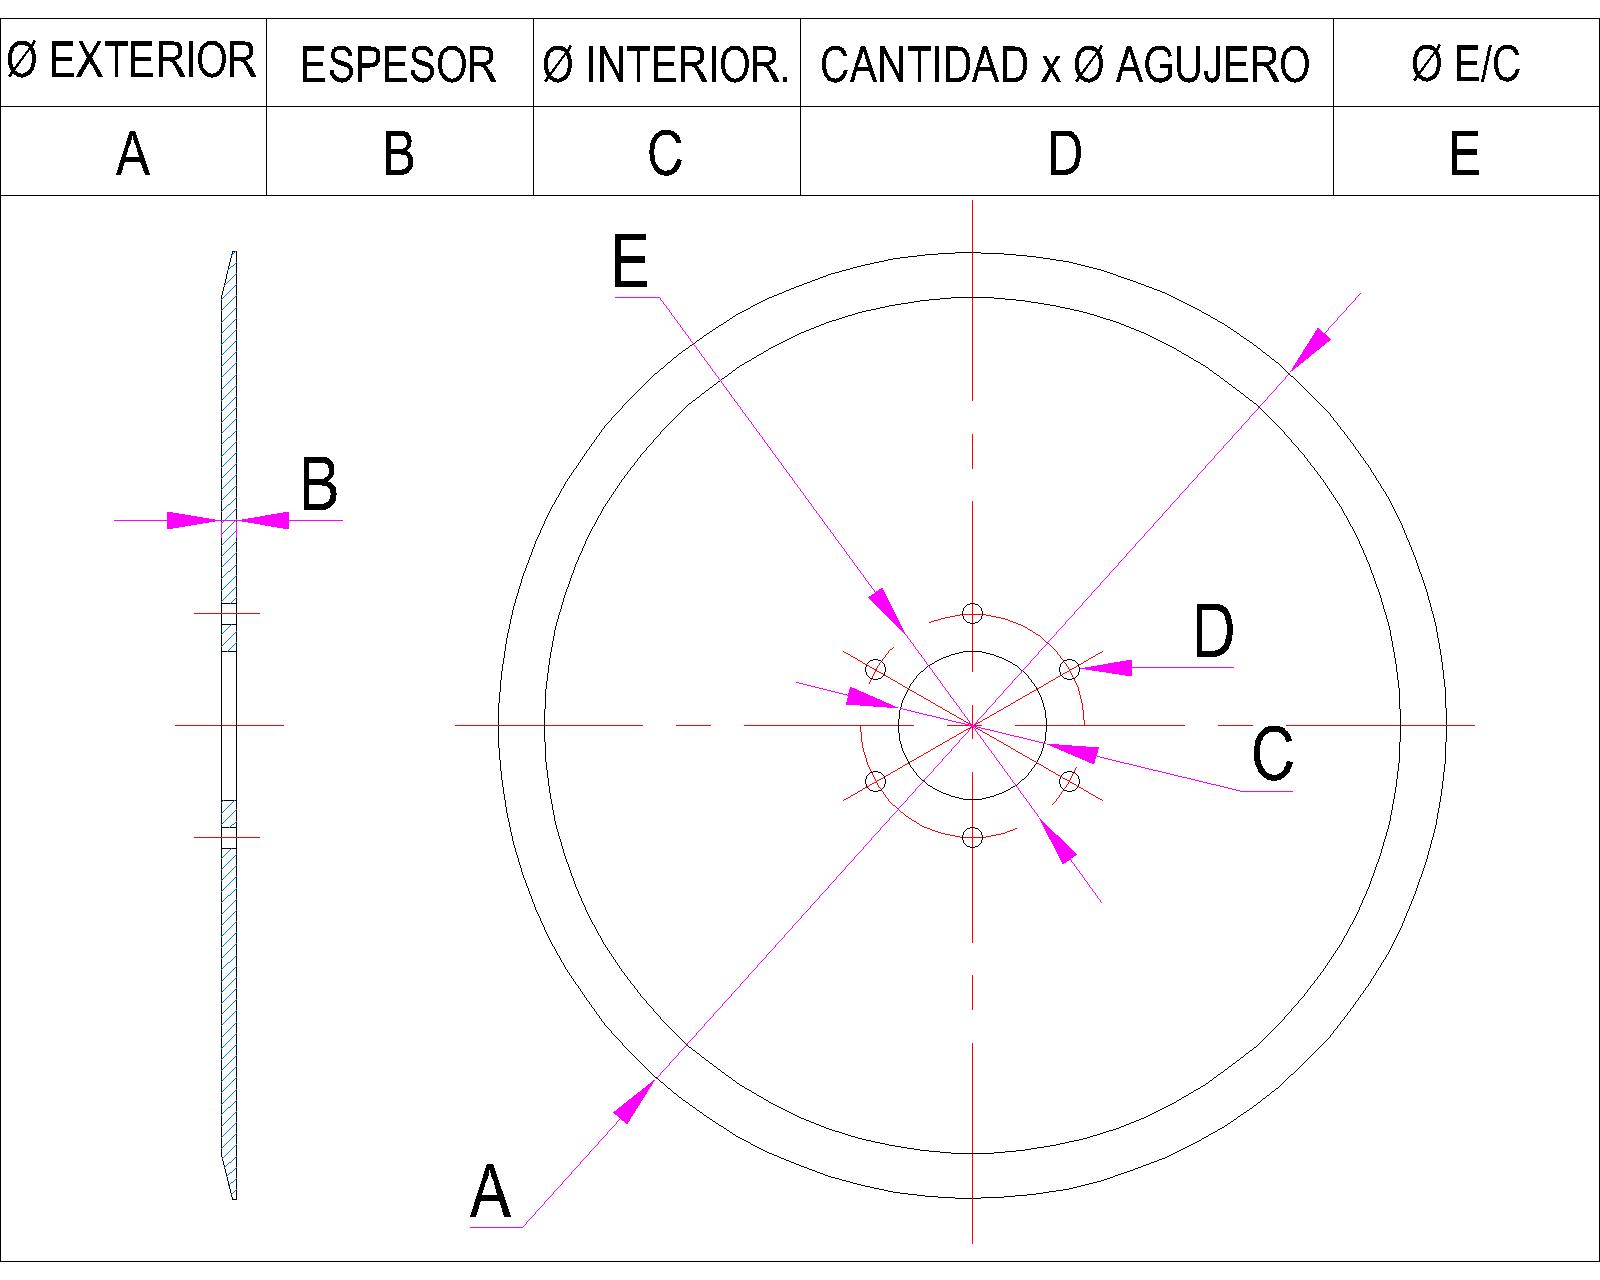 Ø EXTERIOR ESPESOR Ø INTERIOR. CANTIDAD x Ø AGUJERO Ø E/C
A B C D E
E
B
D
C
A